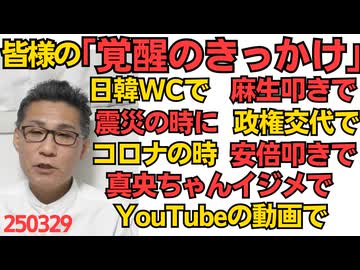 皆様の「覚醒のきっかけ」
日韓WCで 麻生叩きで
震災の時に 政権交代で
コロナの時 安倍叩きで
真央ちゃんイジメで
YouTubeの動画で
250329